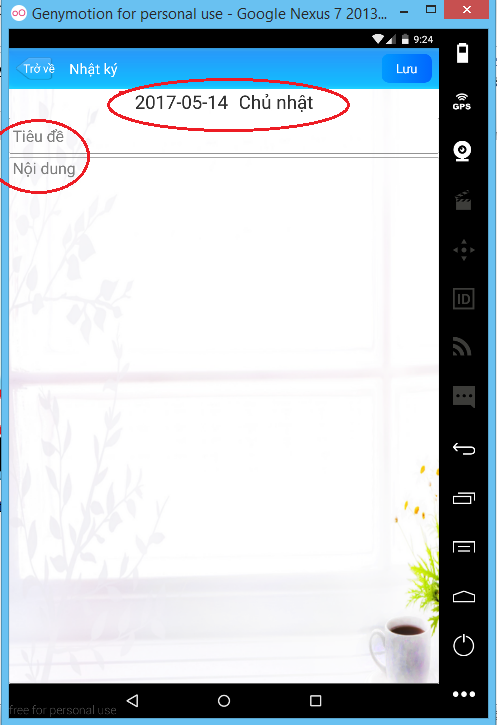 Genymotion for personal use - Google Nexus 7 2013...
9:24
Trở về Nhật ký Lưu
GPS
2017-05-14 Chủ nhật
Tiêu đề
Nội dung
ID
free for personal use